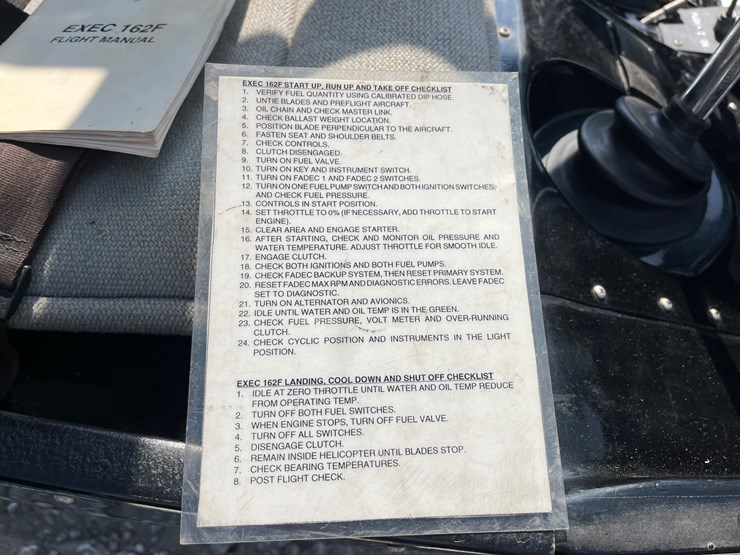 EXEC 162F
FLIGHT MANUAL
EXEC 162F START UP, RUN UP AND TAKE OFF CHECKLIST
1. VERIFY FUEL QUANTITY USING CALIBRATED DIP HOSE.
2. UNTIE BLADES AND PREFLIGHT AIRCRAFT.
3. OIL CHAIN AND CHECK MASTER LINK.
4. CHECK BALLAST WEIGHT LOCATION.
5. POSITION BLADE PERPENDICULAR TO THE AIRCRAFT.
6. FASTEN SEAT AND SHOULDER BELTS.
7. CHECK CONTROLS.
8. CLUTCH DISENGAGED.
9. TURN ON FUEL VALVE.
10. TURN ON KEY AND INSTRUMENT SWITCH.
11. TURN ON FADEC 1 AND FADEC 2 SWITCHES.
12. TURN ON ONE FUEL PUMP SWITCH AND BOTH IGNITION SWITCHES
AND CHECK FUEL PRESSURE.
13. CONTROLS IN START POSITION.
14. SET THROTTLE TO 0% (IF NECESSARY, ADD THROTTLE TO START
ENGINE).
15. CLEAR AREA AND ENGAGE STARTER.
16. AFTER STARTING, CHECK AND MONITOR OIL PRESSURE AND
WATER TEMPERATURE. ADJUST THROTTLE FOR SMOOTH IDLE.
17. ENGAGE CLUTCH.
18. CHECK BOTH IGNITIONS AND BOTH FUEL PUMPS.
19. CHECK FADEC BACKUP SYSTEM, THEN RESET PRIMARY SYSTEM.
20. RESET FADEC MAX RPM AND DIAGNOSTIC ERRORS. LEAVE FADEC
SET TO DIAGNOSTIC.
21. TURN ON ALTERNATOR AND AVIONICS.
22. IDLE UNTIL WATER AND OIL TEMP IS IN THE GREEN.
23. CHECK FUEL PRESSURE, VOLT METER AND OVER-RUNNING
CLUTCH.
24. CHECK CYCLIC POSITION AND INSTRUMENTS IN THE LIGHT
POSITION.
EXEC 162F LANDING, COOL DOWN AND SHUT OFF CHECKLIST
1. IDLE AT ZERO THROTTLE UNTIL WATER AND OIL TEMP REDUCE
FROM OPERATING TEMP.
2. TURN OFF BOTH FUEL SWITCHES.
3. WHEN ENGINE STOPS, TURN OFF FUEL VALVE.
4. TURN OFF ALL SWITCHES.
5. DISENGAGE CLUTCH.
6. REMAIN INSIDE HELICOPTER UNTIL BLADES STOP.
7. CHECK BEARING TEMPERATURES.
8. POST FLIGHT CHECK.